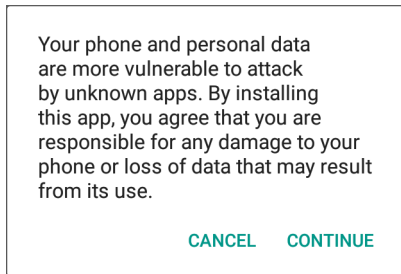 Your phone and personal data
are more vulnerable to attack
by unknown apps. By installing
this app, you agree that you are
responsible for any damage to your
phone or loss of data that may result
from its use.
CANCEL CONTINUE